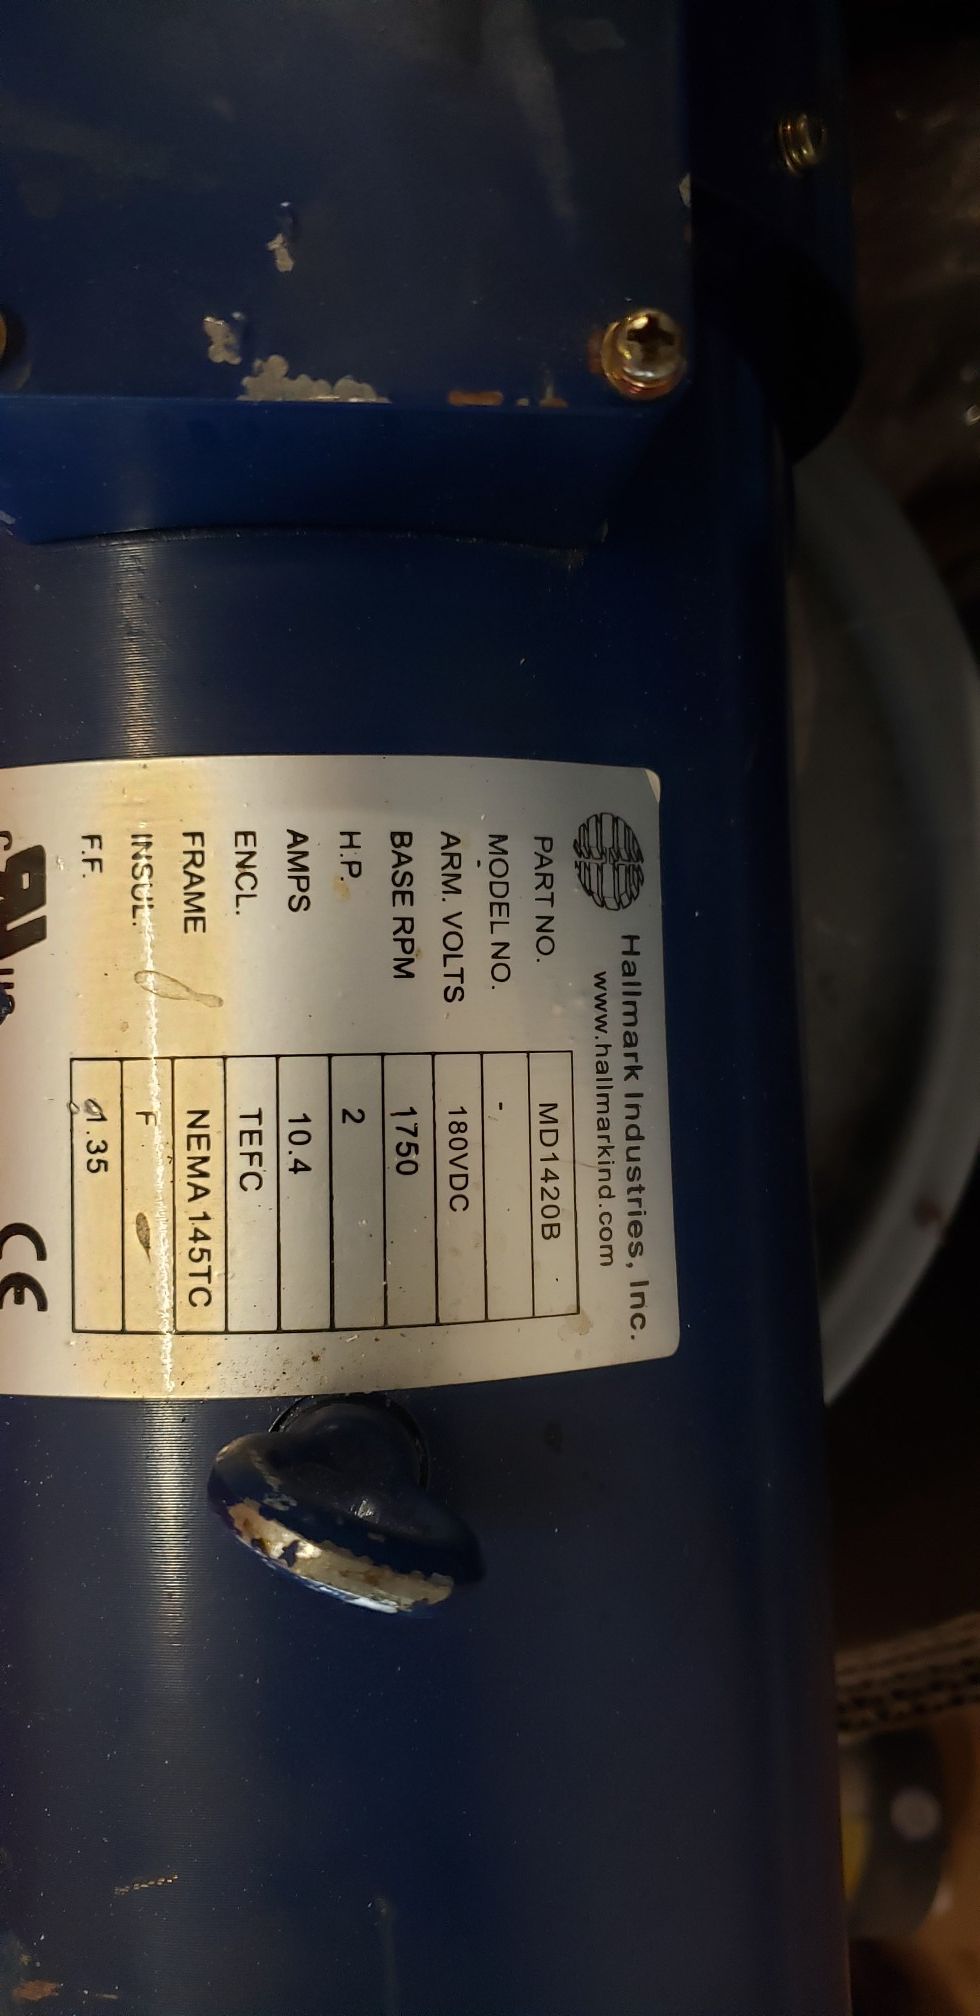 Hallmark Industries, Inc.
www.hallmarkind.com
PART NO. MD1420B
MODEL NO. -
ARM. VOLTS 180VDC
BASE RPM 1750
H.P. 2
AMPS 10.4
ENCL. TEFC
FRAME NEMA 145TC
INSUL. F
F.F. 1.35
CE